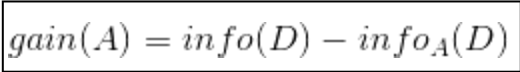 gain(A) = info(D) − info_A(D)